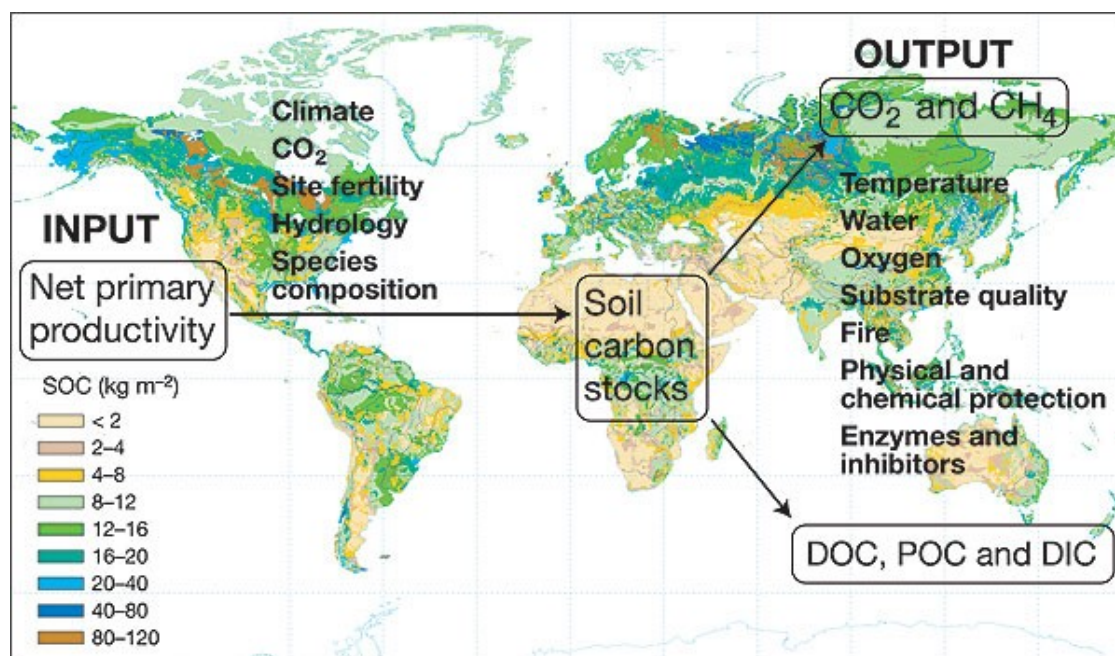 OUTPUT
CO₂ and CH₄
Climate
CO₂
Site fertility
Hydrology
Species
composition
INPUT
Net primary
productivity
Soil
carbon
stocks
Temperature
Water
Oxygen
Substrate quality
Fire
Physical and
chemical protection
Enzymes and
inhibitors
DOC, POC and DIC
SOC (kg m⁻²)
< 2
2–4
4–8
8–12
12–16
16–20
20–40
40–80
80–120